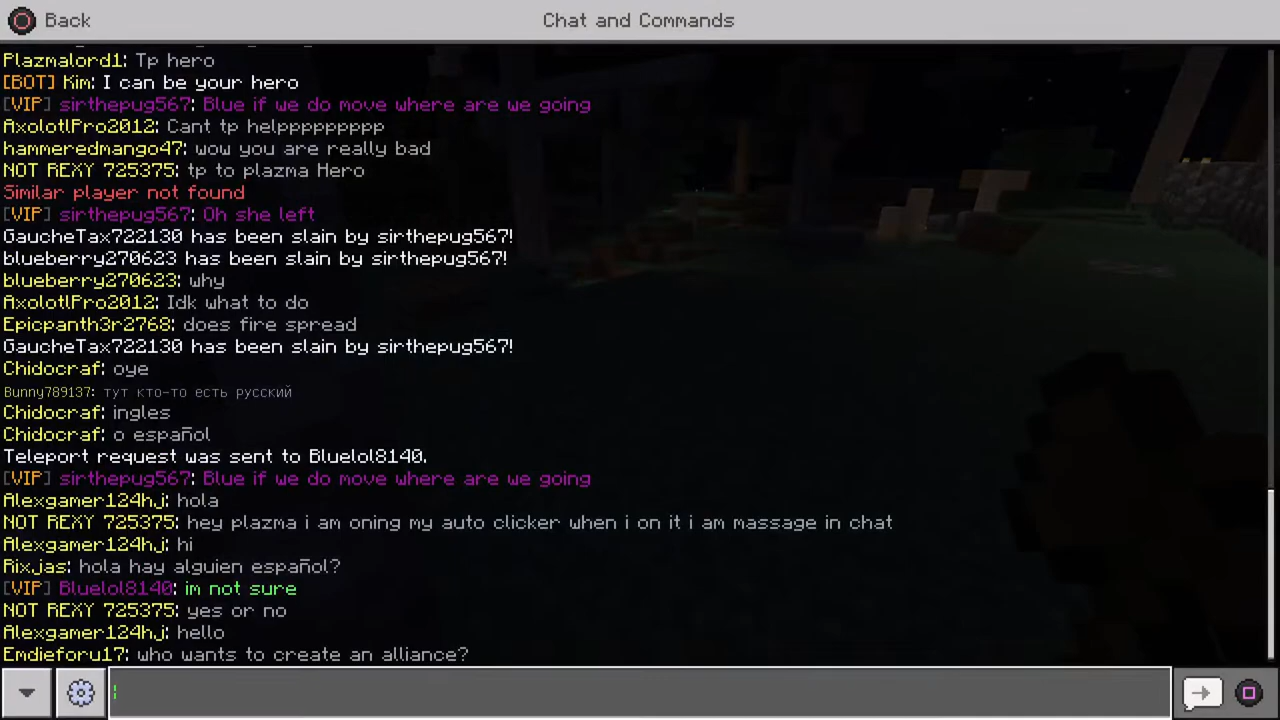 Back
Chat and Commands
Plazmalord1: Tp hero
[BOT] Kim: I can be your hero
[VIP] sirthepug567: Blue if we do move where are we going
AxolotlPro2012: Cant tp helppppppppp
hammeredmango47: wow you are really bad
NOT REXY 725375: tp to plazma Hero
Similar player not found
[VIP] sirthepug567: Oh she left
GaucheTax722130 has been slain by sirthepug567!
blueberry270623 has been slain by sirthepug567!
blueberry270623: why
AxolotlPro2012: Idk what to do
Epicpanth3r2768: does fire spread
GaucheTax722130 has been slain by sirthepug567!
Chidocraf: oye
Bunny789137: тут кто-то есть русский
Chidocraf: ingles
Chidocraf: o español
Teleport request was sent to Bluelol8140.
[VIP] sirthepug567: Blue if we do move where are we going
Alexgamer124hj: hola
NOT REXY 725375: hey plazma i am oning my auto clicker when i on it i am massage in chat
Alexgamer124hj: hi
Rixjas: hola hay alguien español?
[VIP] Bluelol8140: im not sure
NOT REXY 725375: yes or no
Alexgamer124hj: hello
Emdieforu17: who wants to create an alliance?